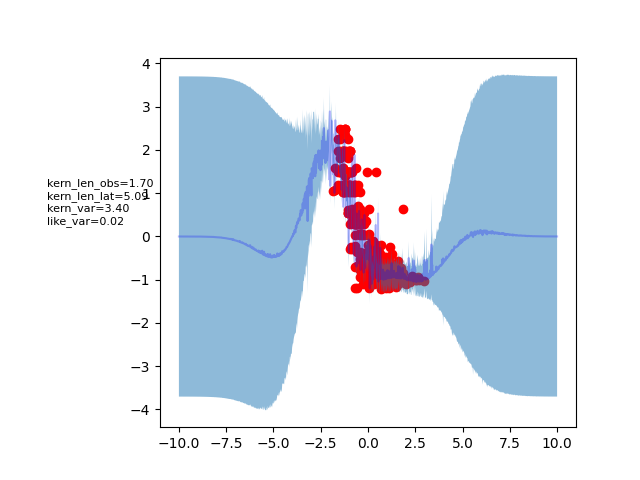 4
3
2
1
0
−1
−2
−3
−4
kern_len_obs=1.70
kern_len_lat=5.09
kern_var=3.40
like_var=0.02
−10.0 −7.5 −5.0 −2.5 0.0 2.5 5.0 7.5 10.0